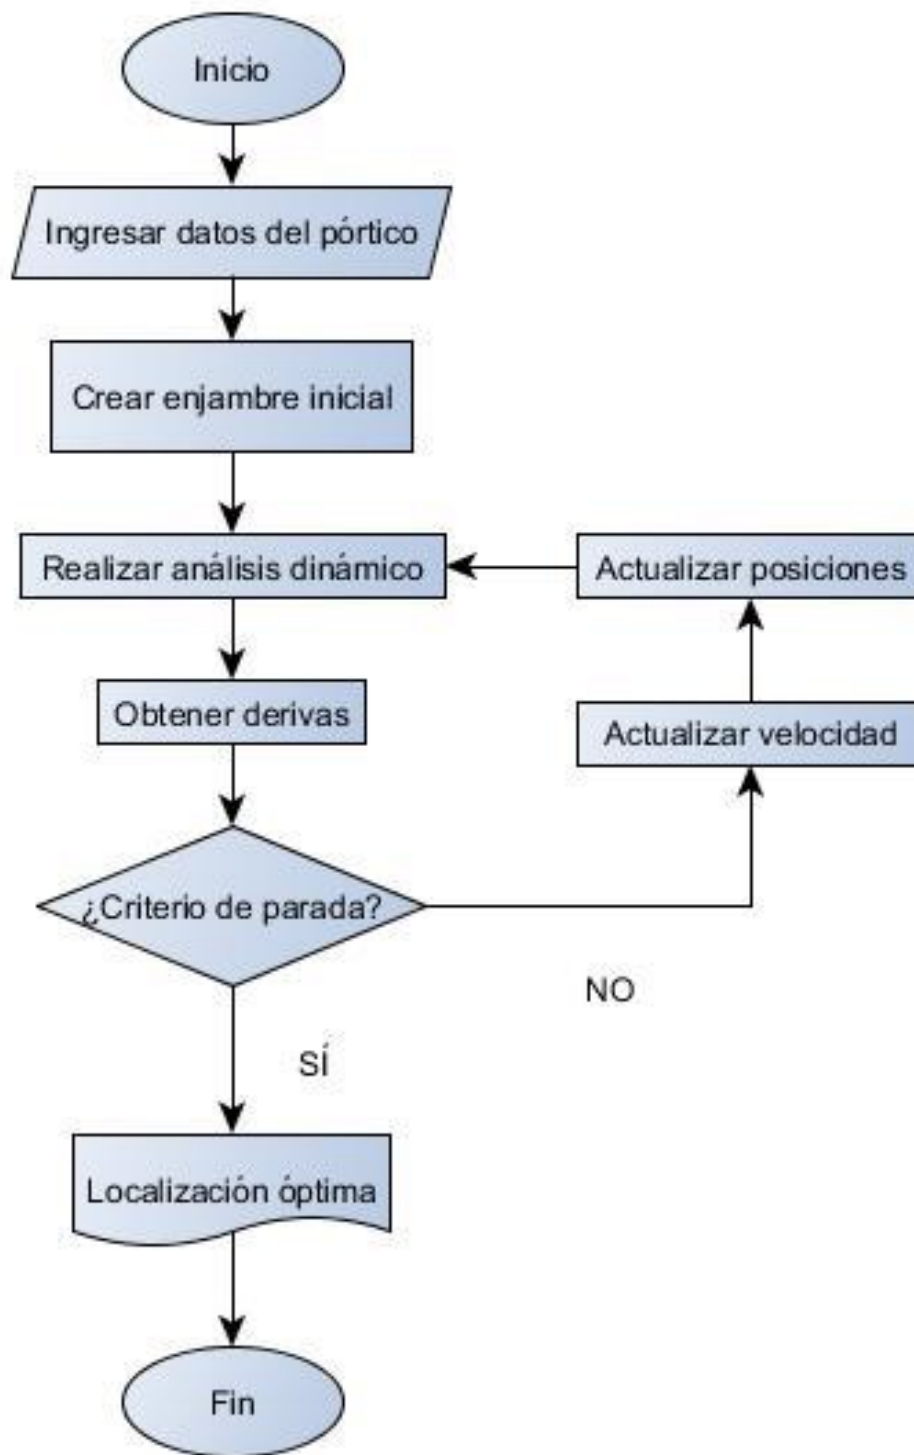 Inicio
Ingresar datos del pórtico
Crear enjambre inicial
Realizar análisis dinámico
Actualizar posiciones
Obtener derivas
Actualizar velocidad
¿Criterio de parada?
NO
SÍ
Localización óptima
Fin